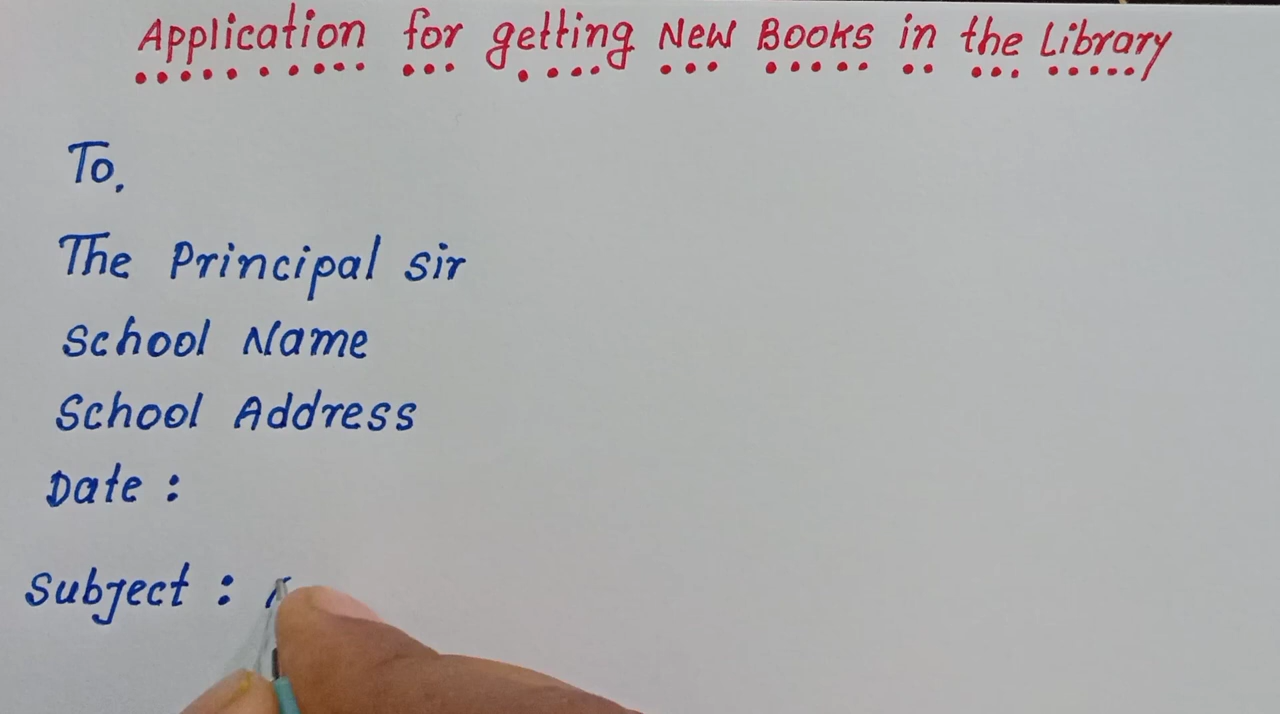 Application for getting New Books in the Library
To,
The Principal sir
School Name
School Address
Date :
Subject :